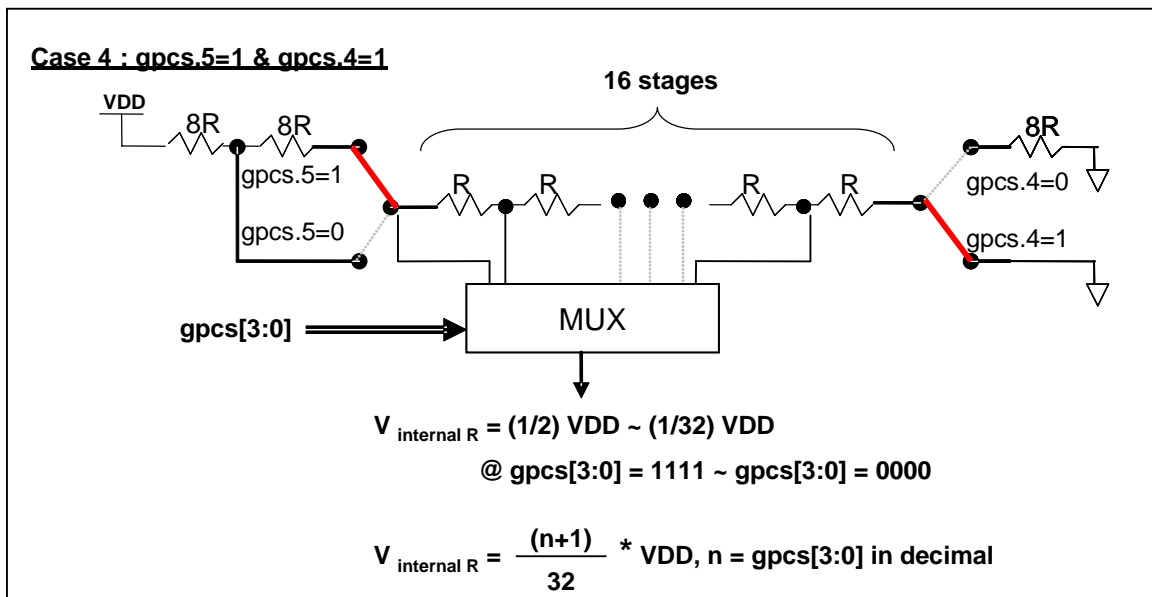 Case 4 : gpcs.5=1 & gpcs.4=1
16 stages
VDD
8R
8R
8R
gpcs.5=1
gpcs.4=0
R
R
R
R
gpcs.5=0
gpcs.4=1
MUX
gpcs[3:0]
V internal R = (1/2) VDD ~ (1/32) VDD
@ gpcs[3:0] = 1111 ~ gpcs[3:0] = 0000
V internal R = (n+1) / 32 * VDD, n = gpcs[3:0] in decimal